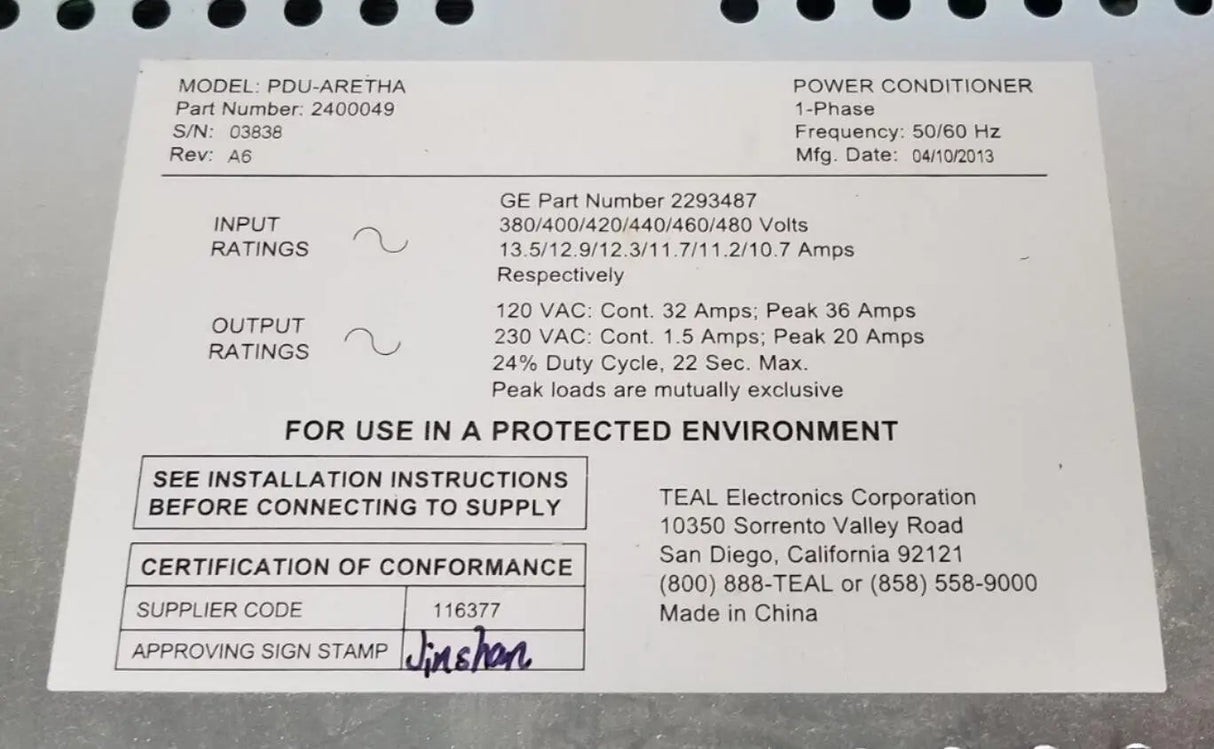 MODEL: PDU-ARETHA
Part Number: 2400049
S/N: 03838
Rev: A6
POWER CONDITIONER
1-Phase
Frequency: 50/60 Hz
Mfg. Date: 04/10/2013
INPUT
RATINGS
GE Part Number 2293487
380/400/420/440/460/480 Volts
13.5/12.9/12.3/11.7/11.2/10.7 Amps
Respectively
OUTPUT
RATINGS
120 VAC: Cont. 32 Amps; Peak 36 Amps
230 VAC: Cont. 1.5 Amps; Peak 20 Amps
24% Duty Cycle, 22 Sec. Max.
Peak loads are mutually exclusive
FOR USE IN A PROTECTED ENVIRONMENT
SEE INSTALLATION INSTRUCTIONS
BEFORE CONNECTING TO SUPPLY
CERTIFICATION OF CONFORMANCE
SUPPLIER CODE 116377
APPROVING SIGN STAMP Jinshan
TEAL Electronics Corporation
10350 Sorrento Valley Road
San Diego, California 92121
(800) 888-TEAL or (858) 558-9000
Made in China